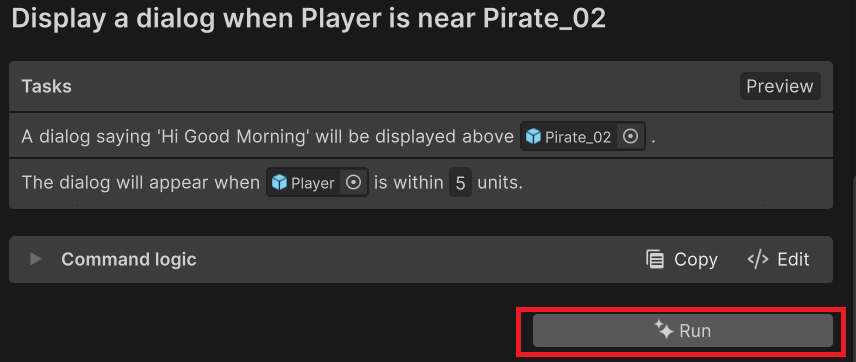 Display a dialog when Player is near Pirate_02
Tasks
Preview
A dialog saying 'Hi Good Morning' will be displayed above Pirate_02 .
The dialog will appear when Player is within 5 units.
Command logic
Copy
</> Edit
Run